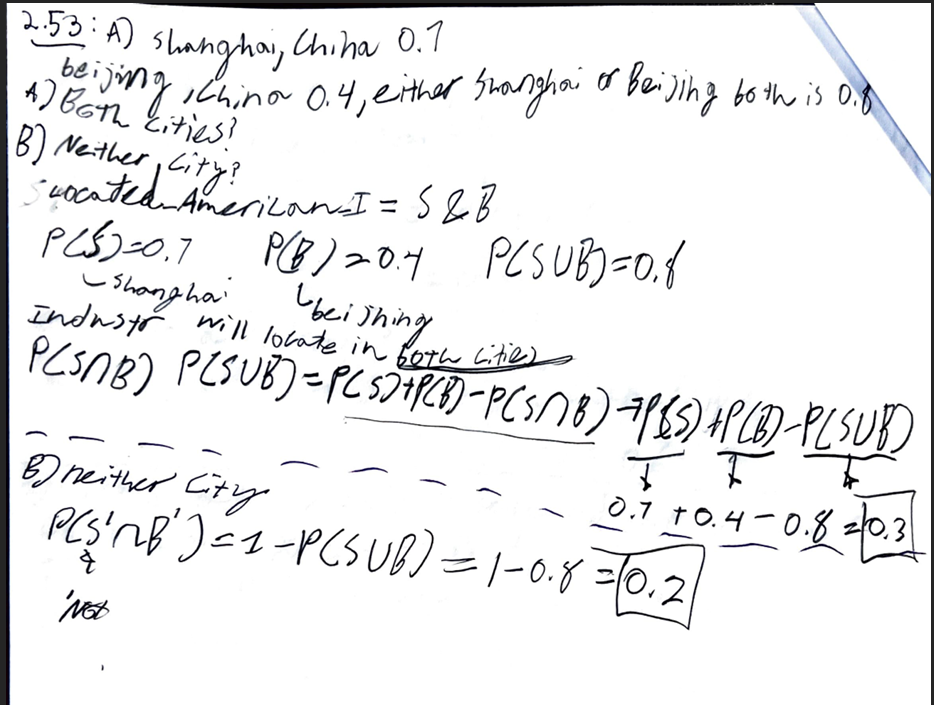 2.53: A) Shanghai, China 0.7
beijing, China 0.4, either Shanghai or Beijing both is 0.8
A) Both cities?
B) Neither city?
Located American I = S & B
P(S)=0.7 P(B)=0.4 P(SUB)=0.8
Shanghai beijhing
Industr will locate in both cities
P(S∩B) P(SUB)=P(S)+P(B)-P(S∩B) → P(S)+P(B)-P(SUB)
0.7 +0.4-0.8=0.3
B) neither city
P(S'∩B')=1-P(SUB)=1-0.8=0.2
'Not